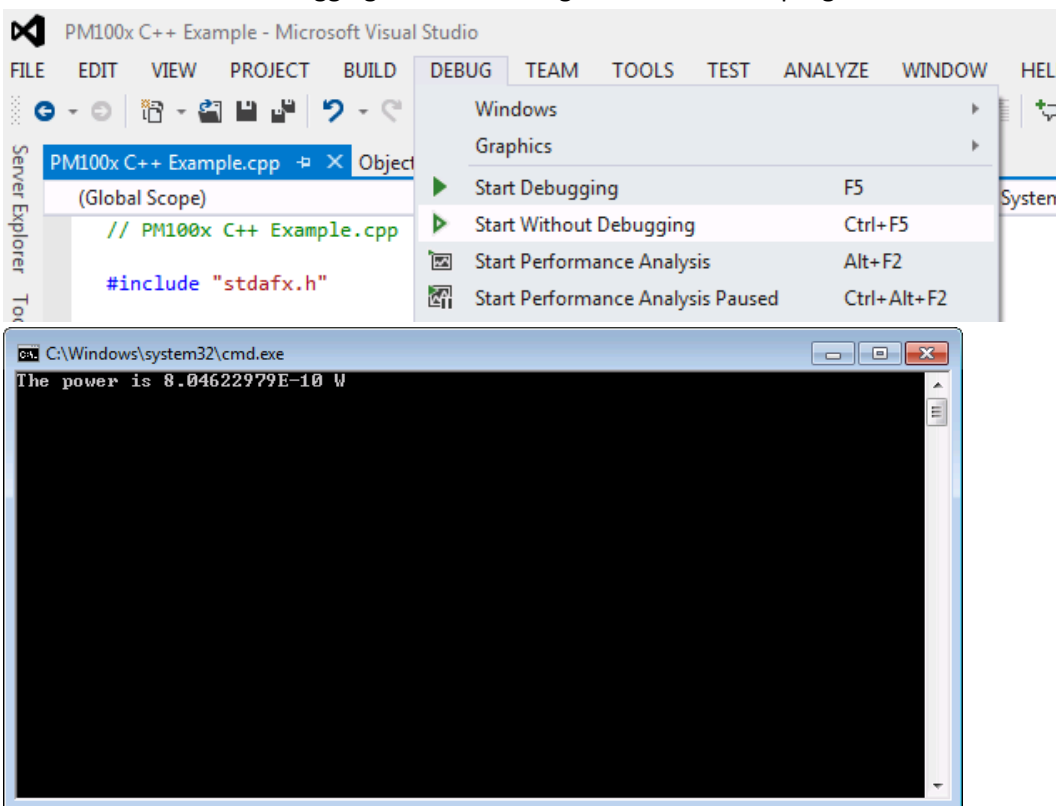 PM100x C++ Example - Microsoft Visual Studio
FILE EDIT VIEW PROJECT BUILD DEBUG TEAM TOOLS TEST ANALYZE WINDOW HEL
Windows
Graphics
PM100x C++ Example.cpp Object
Start Debugging F5
(Global Scope) System
Start Without Debugging Ctrl+F5
// PM100x C++ Example.cpp
Start Performance Analysis Alt+F2
#include "stdafx.h"
Start Performance Analysis Paused Ctrl+Alt+F2
Server Explorer
C:\Windows\system32\cmd.exe
The power is 8.04622979E-10 W